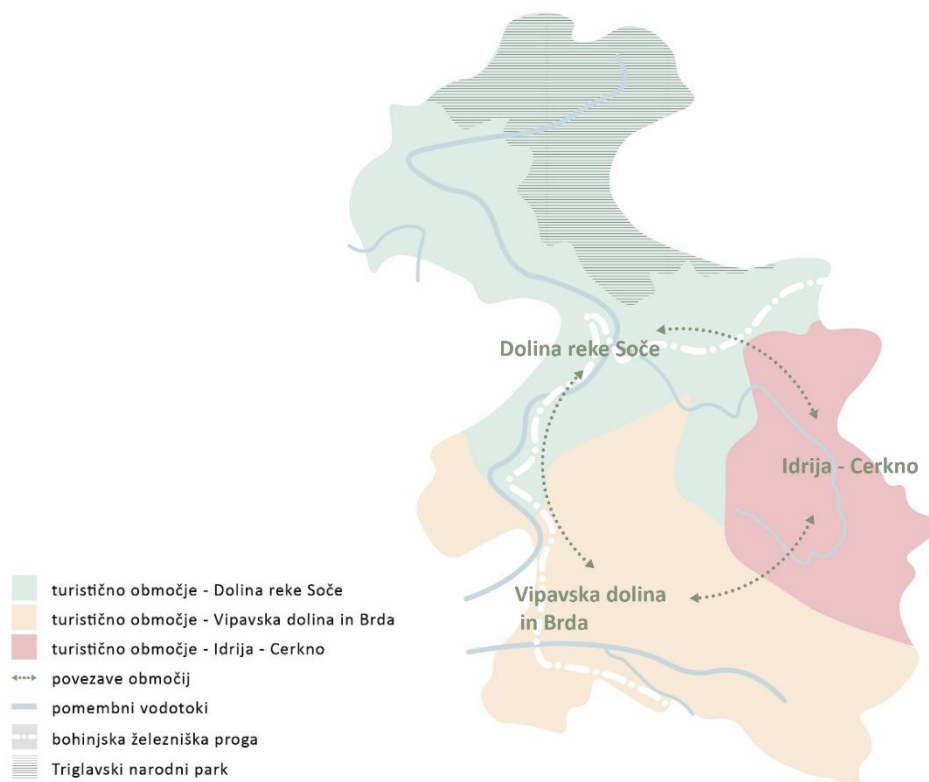 Dolina reke Soče
Idrija - Cerkno
Vipavska dolina
in Brda
turistično območje - Dolina reke Soče
turistično območje - Vipavska dolina in Brda
turistično območje - Idrija - Cerkno
povezave območij
pomembni vodotoki
bohinjska železniška proga
Triglavski narodni park